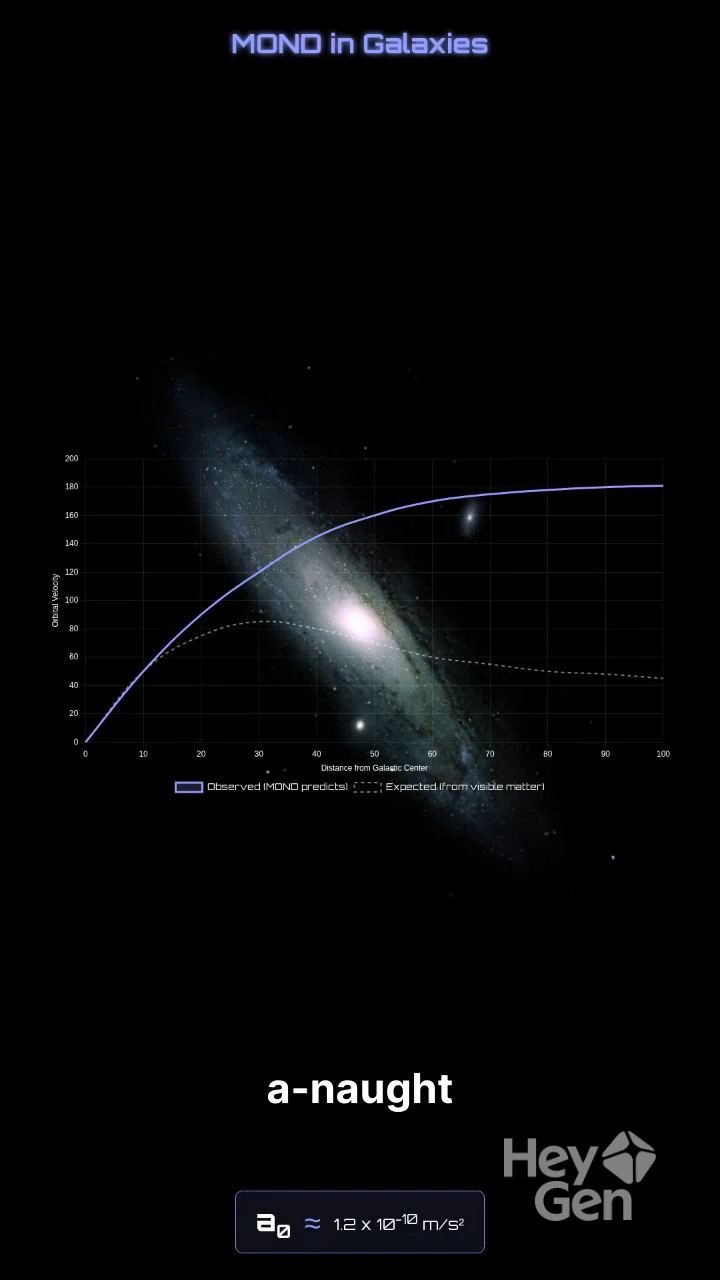 MOND in Galaxies
200
180
160
140
120
100
80
60
40
20
0
Orbital Velocity
0 10 20 30 40 50 60 70 80 90 100
Distance from Galactic Center
Observed (MOND predicts) Expected (from visible matter)
a-naught
HeyGen
a₀ ≈ 1.2 x 10⁻¹⁰ m/s²